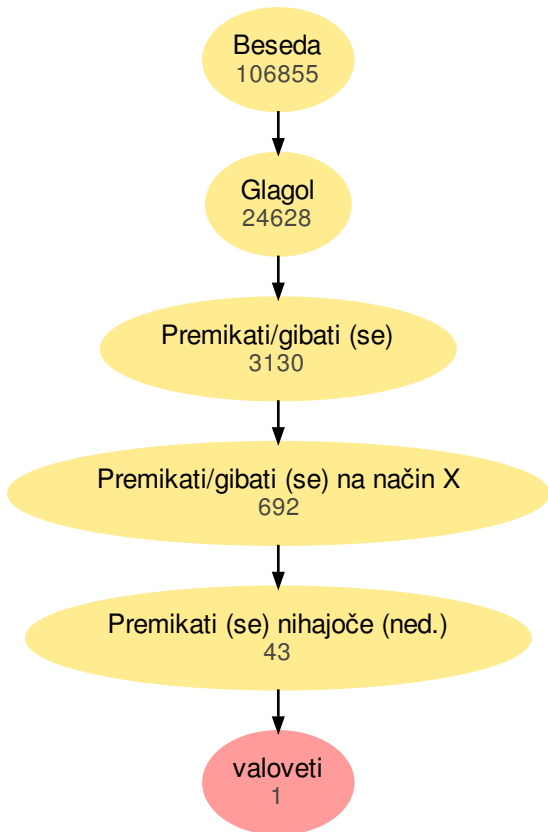 Beseda
106855
Glagol
24628
Premikati/gibati (se)
3130
Premikati/gibati (se) na način X
692
Premikati (se) nihajoče (ned.)
43
valoveti
1